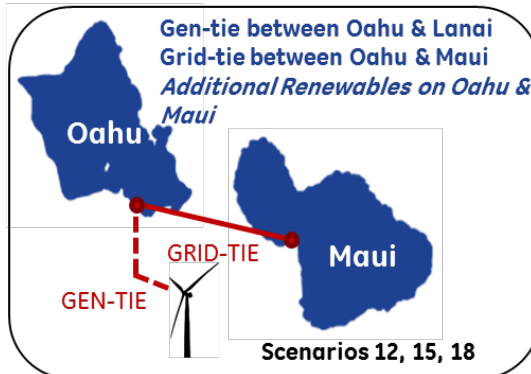 Gen-tie between Oahu & Lanai
Grid-tie between Oahu & Maui
Additional Renewables on Oahu &
Maui
Oahu
GRID-TIE
Maui
GEN-TIE
Scenarios 12, 15, 18